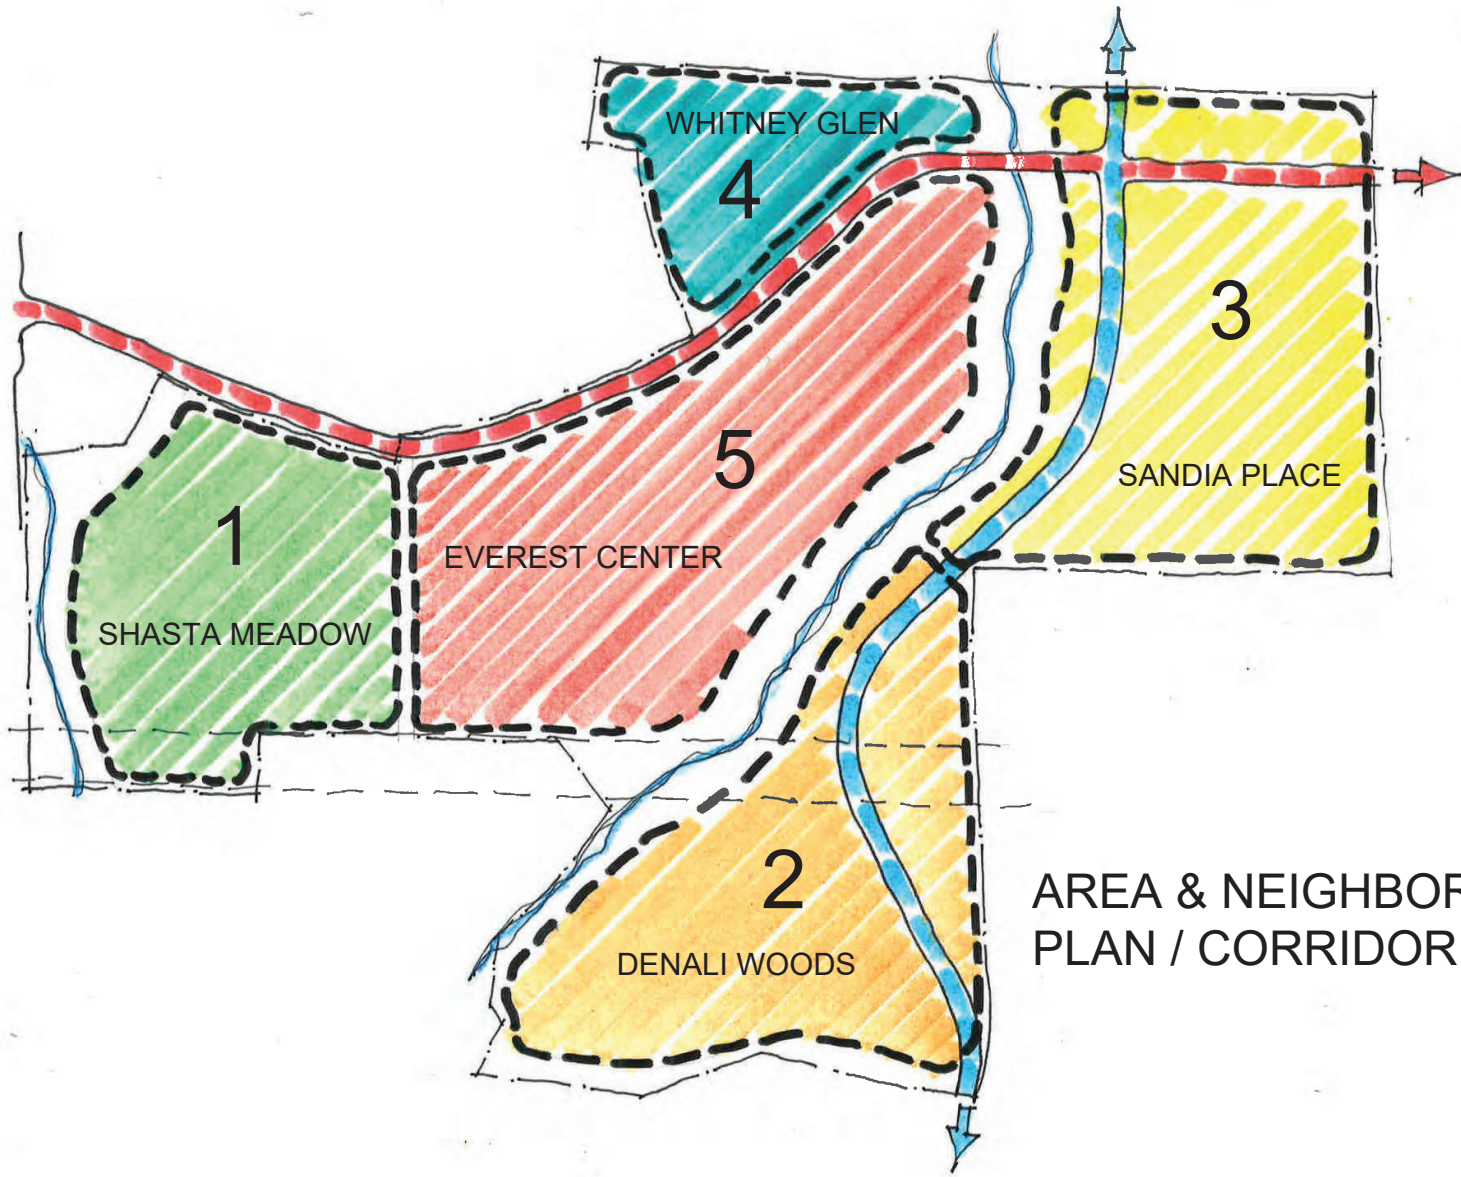 WHITNEY GLEN
4
3
SANDIA PLACE
5
EVEREST CENTER
1
SHASTA MEADOW
2
DENALI WOODS
AREA & NEIGHBOR
PLAN / CORRIDOR